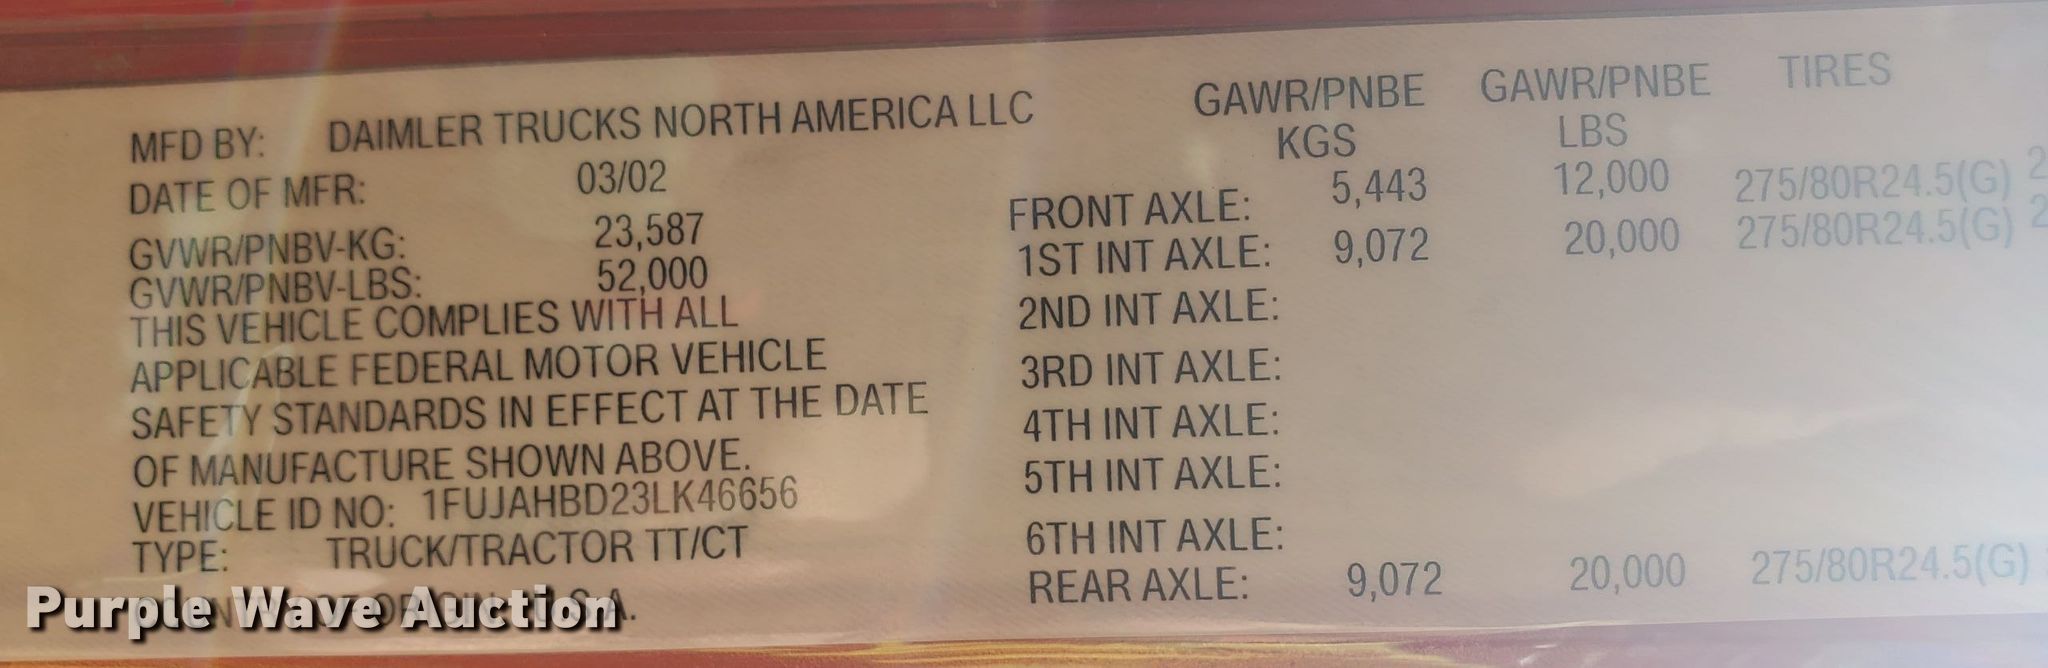 MFD BY: DAIMLER TRUCKS NORTH AMERICA LLC
DATE OF MFR: 03/02
GVWR/PNBV-KG: 23,587
GVWR/PNBV-LBS: 52,000
THIS VEHICLE COMPLIES WITH ALL
APPLICABLE FEDERAL MOTOR VEHICLE
SAFETY STANDARDS IN EFFECT AT THE DATE
OF MANUFACTURE SHOWN ABOVE.
VEHICLE ID NO: 1FUJAHBD23LK46656
TYPE: TRUCK/TRACTOR TT/CT
OF ORIGIN: U.S.A.
GAWR/PNBE GAWR/PNBE TIRES
KGS LBS
FRONT AXLE: 5,443 12,000 275/80R24.5(G) 2
1ST INT AXLE: 9,072 20,000 275/80R24.5(G) 2
2ND INT AXLE:
3RD INT AXLE:
4TH INT AXLE:
5TH INT AXLE:
6TH INT AXLE:
REAR AXLE: 9,072 20,000 275/80R24.5(G)
Purple Wave Auction